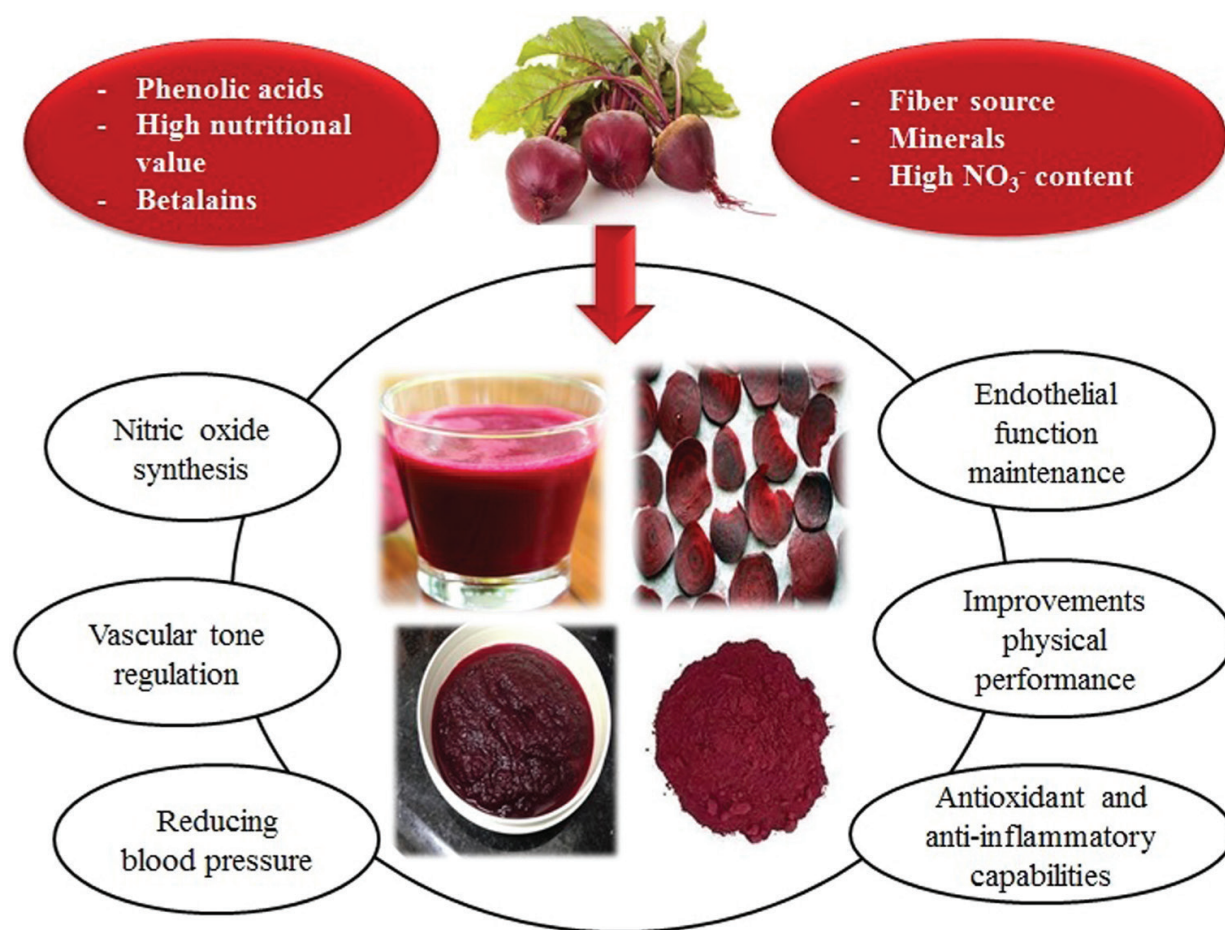 - Phenolic acids
- High nutritional
value
- Betalains
- Fiber source
- Minerals
- High NO₃⁻ content
Nitric oxide
synthesis
Vascular tone
regulation
Reducing
blood pressure
Endothelial
function
maintenance
Improvements
physical
performance
Antioxidant and
anti-inflammatory
capabilities